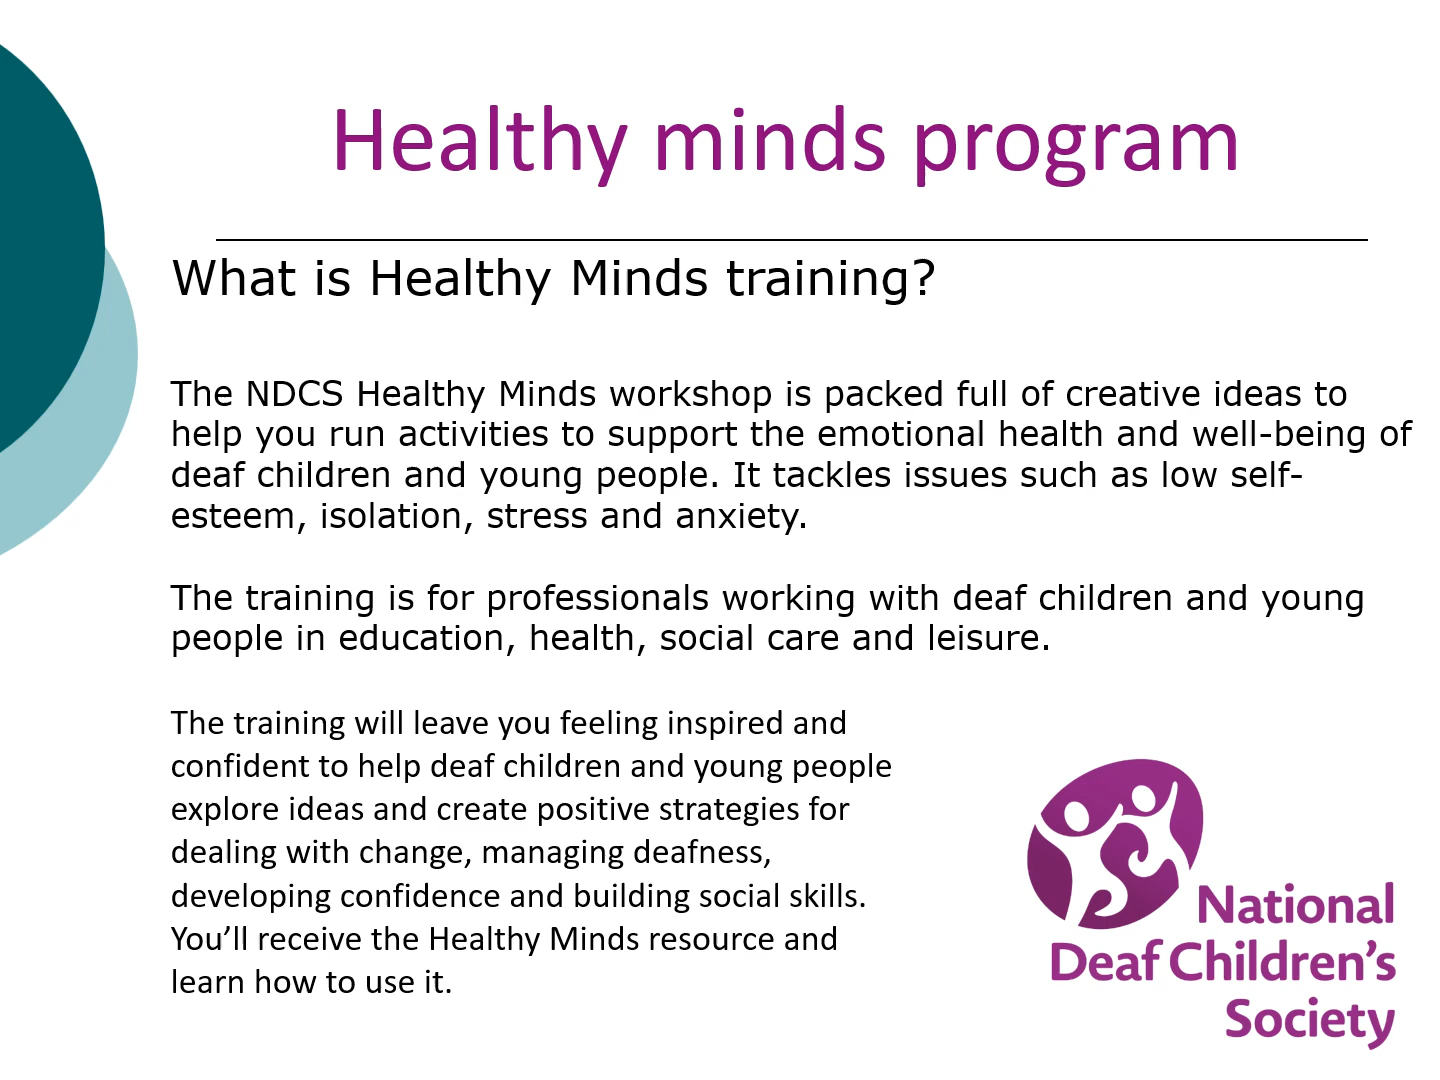 Healthy minds program
What is Healthy Minds training?
The NDCS Healthy Minds workshop is packed full of creative ideas to
help you run activities to support the emotional health and well-being of
deaf children and young people. It tackles issues such as low self-
esteem, isolation, stress and anxiety.
The training is for professionals working with deaf children and young
people in education, health, social care and leisure.
The training will leave you feeling inspired and
confident to help deaf children and young people
explore ideas and create positive strategies for
dealing with change, managing deafness,
developing confidence and building social skills.
You’ll receive the Healthy Minds resource and
learn how to use it.
National
Deaf Children’s
Society